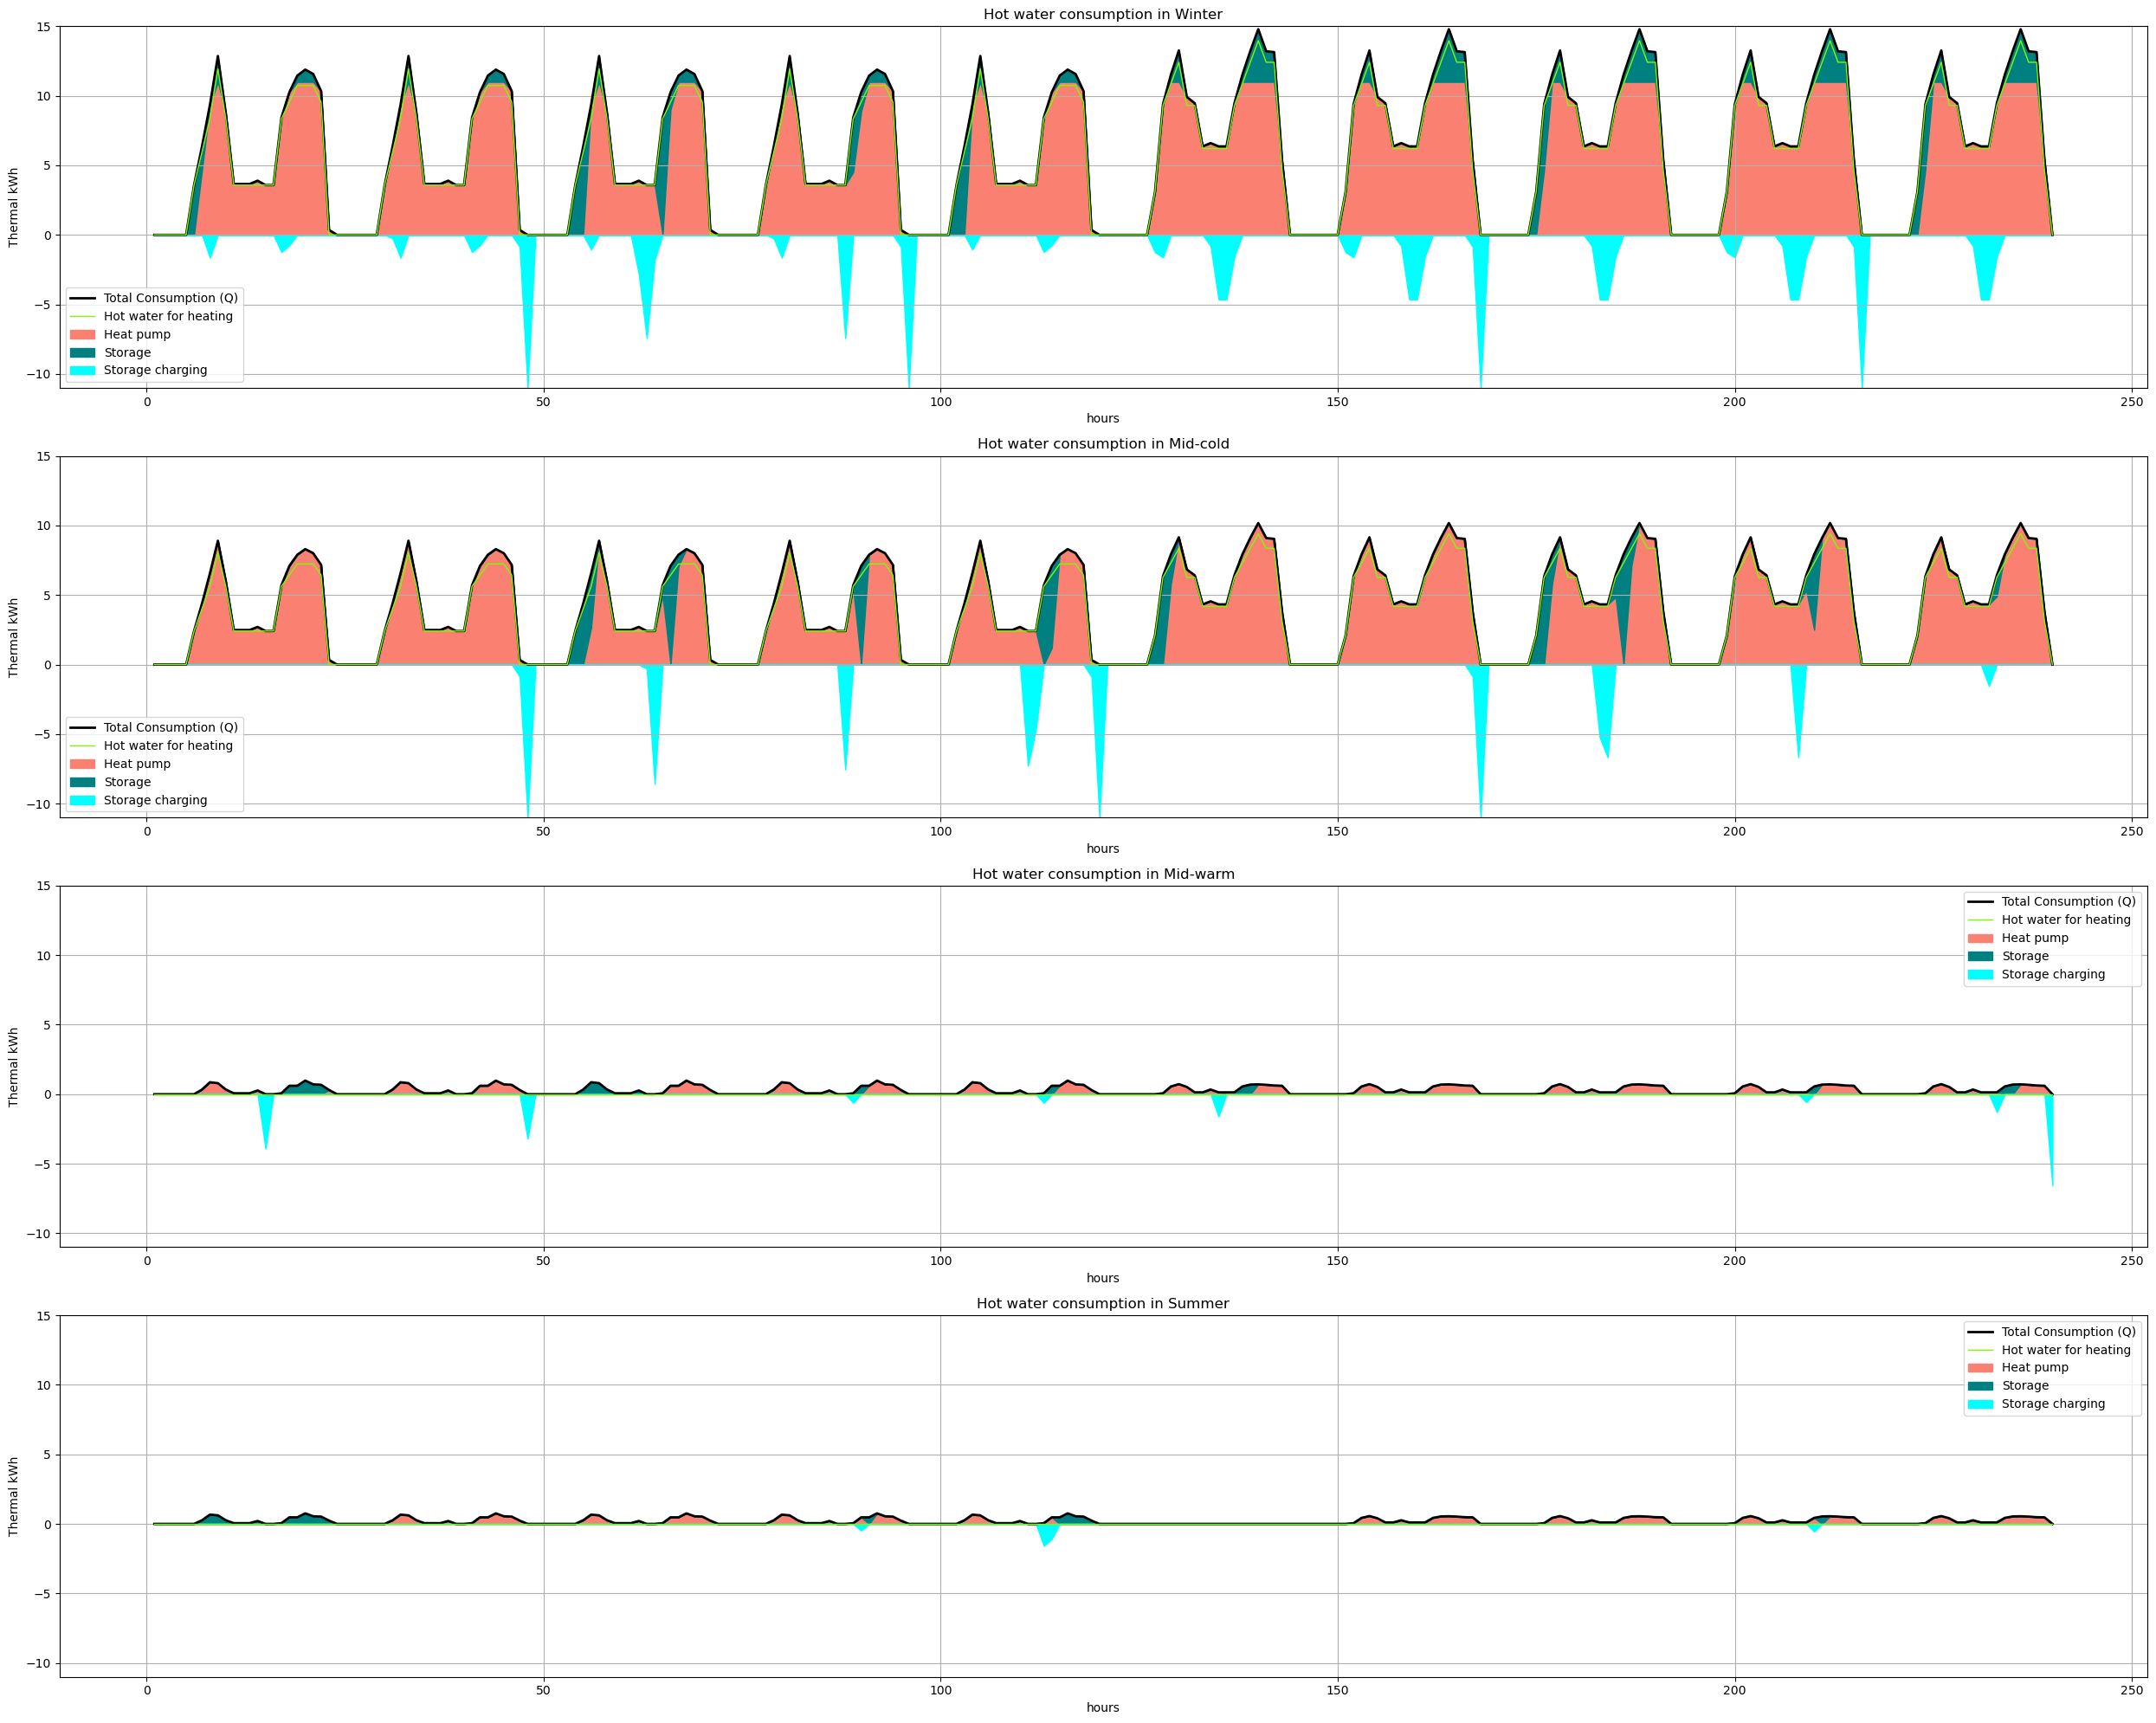 Hot water consumption in Winter
15
10
5
0
−5
−10
Thermal kWh
Total Consumption (Q)
Hot water for heating
Heat pump
Storage
Storage charging
0 50 100 150 200 250
hours
Hot water consumption in Mid-cold
15
10
5
0
−5
−10
Thermal kWh
Total Consumption (Q)
Hot water for heating
Heat pump
Storage
Storage charging
0 50 100 150 200 250
hours
Hot water consumption in Mid-warm
15
10
5
0
−5
−10
Thermal kWh
Total Consumption (Q)
Hot water for heating
Heat pump
Storage
Storage charging
0 50 100 150 200 250
hours
Hot water consumption in Summer
15
10
5
0
−5
−10
Thermal kWh
Total Consumption (Q)
Hot water for heating
Heat pump
Storage
Storage charging
0 50 100 150 200 250
hours